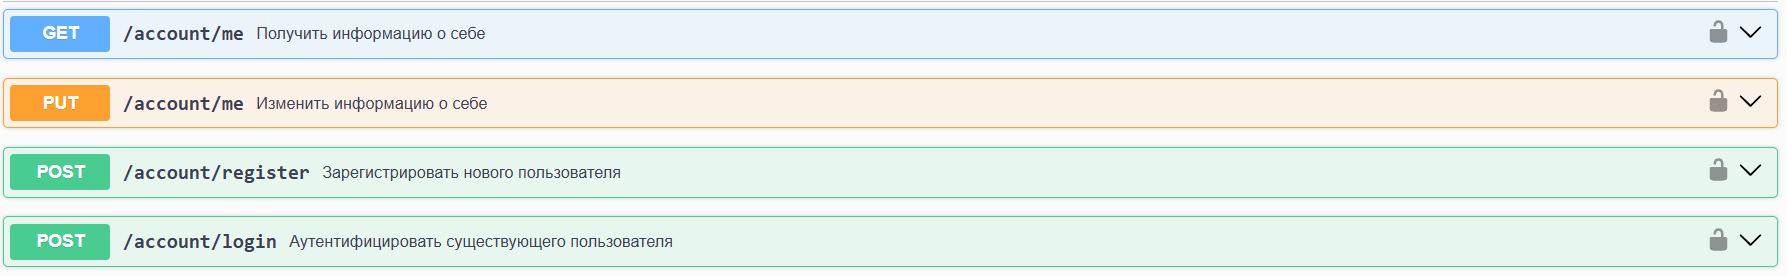 GET /account/me Получить информацию о себе
PUT /account/me Изменить информацию о себе
POST /account/register Зарегистрировать нового пользователя
POST /account/login Аутентифицировать существующего пользователя